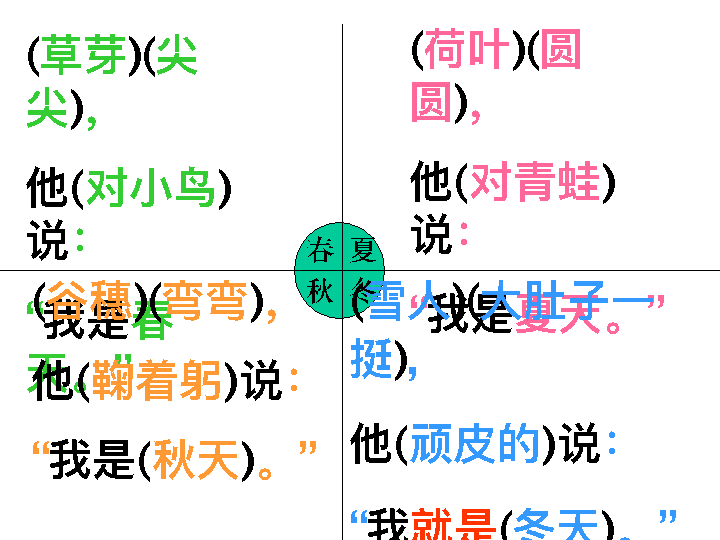 (草芽)(尖
尖),
他(对小鸟)
说：
“我是春
天。”
(荷叶)(圆
圆),
他(对青蛙)
说：
“我是夏天。”
春 夏
秋 冬
(谷穗)(弯弯),
他(鞠着躬)说：
“我是(秋天)。”
(雪人)(大肚子一
挺),
他(顽皮的)说：
“我就是(冬天)。”